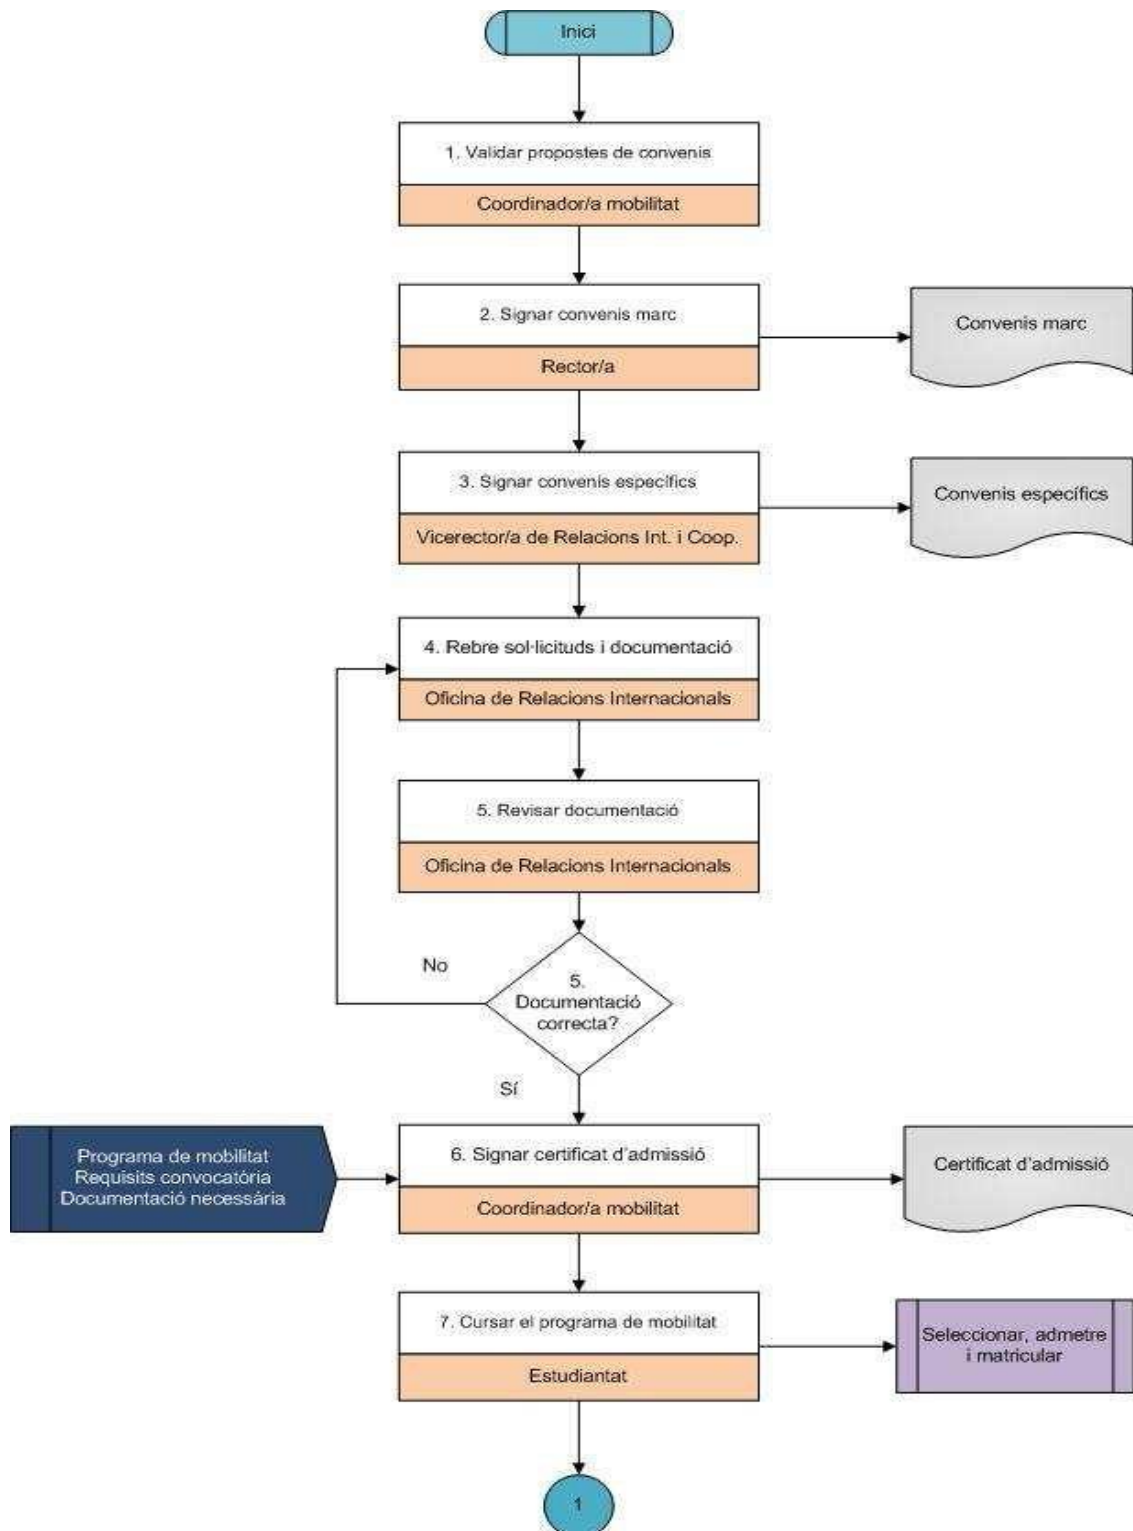 Inici
1. Validar propostes de convenis
Coordinador/a mobilitat
2. Signar convenis marc
Rector/a
Convenis marc
3. Signar convenis específics
Vicerector/a de Relacions Int. i Coop.
Convenis específics
4. Rebre sol·licituds i documentació
Oficina de Relacions Internacionals
5. Revisar documentació
Oficina de Relacions Internacionals
No
5.
Documentació
correcta?
Sí
Programa de mobilitat
Requisits convocatória
Documentació necessària
6. Signar certificat d'admissió
Coordinador/a mobilitat
Certificat d'admissió
7. Cursar el programa de mobilitat
Estudiantat
Seleccionar, admetre
i matricular
1